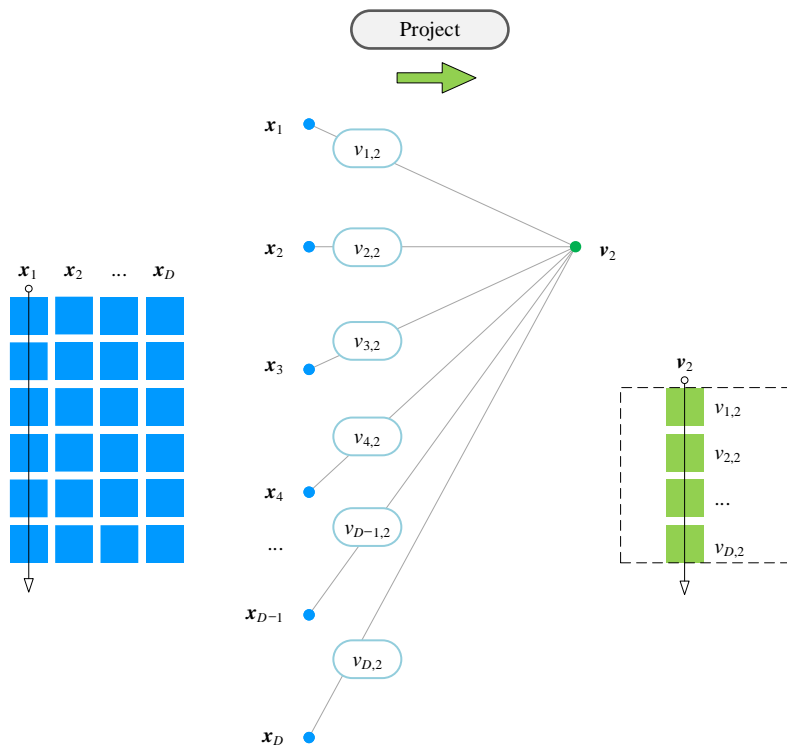 Project
x1
v1,2
x2
v2,2
v2
x1 x2 ... xD
v3,2
x3
v2
v1,2
v4,2
v2,2
x4
...
v​D−1,2
...
vD,2
xD−1
vD,2
xD